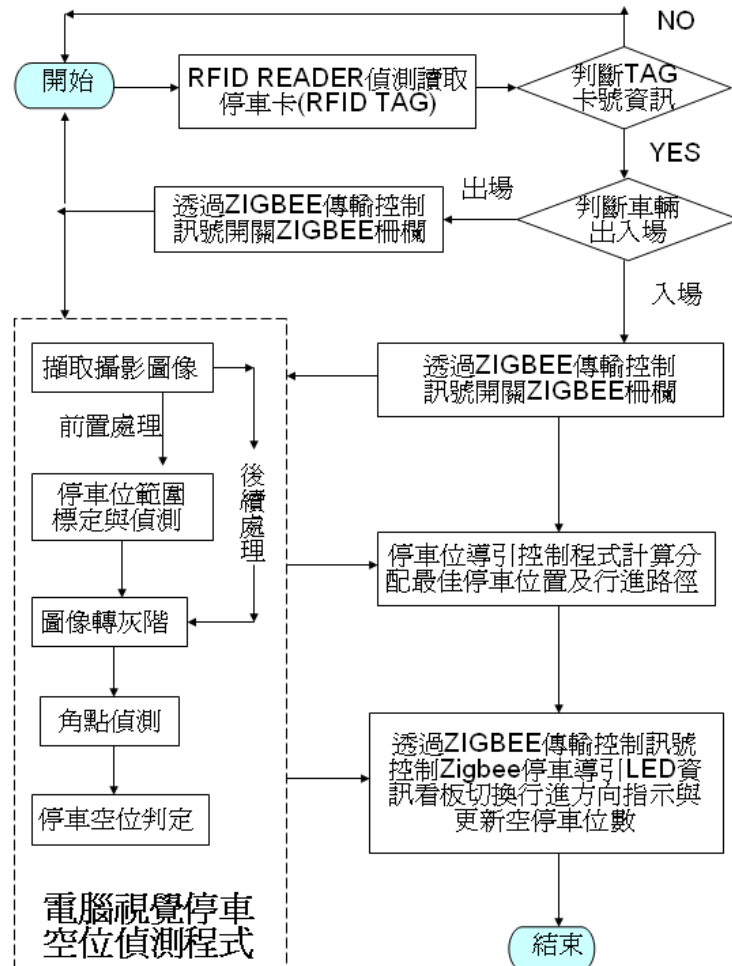 NO
開始
RFID READER偵測讀取
停車卡(RFID TAG)
判斷TAG
卡號資訊
YES
出場
透過ZIGBEE傳輸控制
訊號開關ZIGBEE柵欄
判斷車輛
出入場
入場
擷取攝影圖像
透過ZIGBEE傳輸控制
訊號開關ZIGBEE柵欄
前置處理
後續處理
停車位範圍
標定與偵測
停車位導引控制程式計算分
配最佳停車位置及行進路徑
圖像轉灰階
角點偵測
透過ZIGBEE傳輸控制訊號
控制Zigbee停車導引LED資
訊看板切換行進方向指示與
更新空停車位數
停車空位判定
電腦視覺停車
空位偵測程式
結束